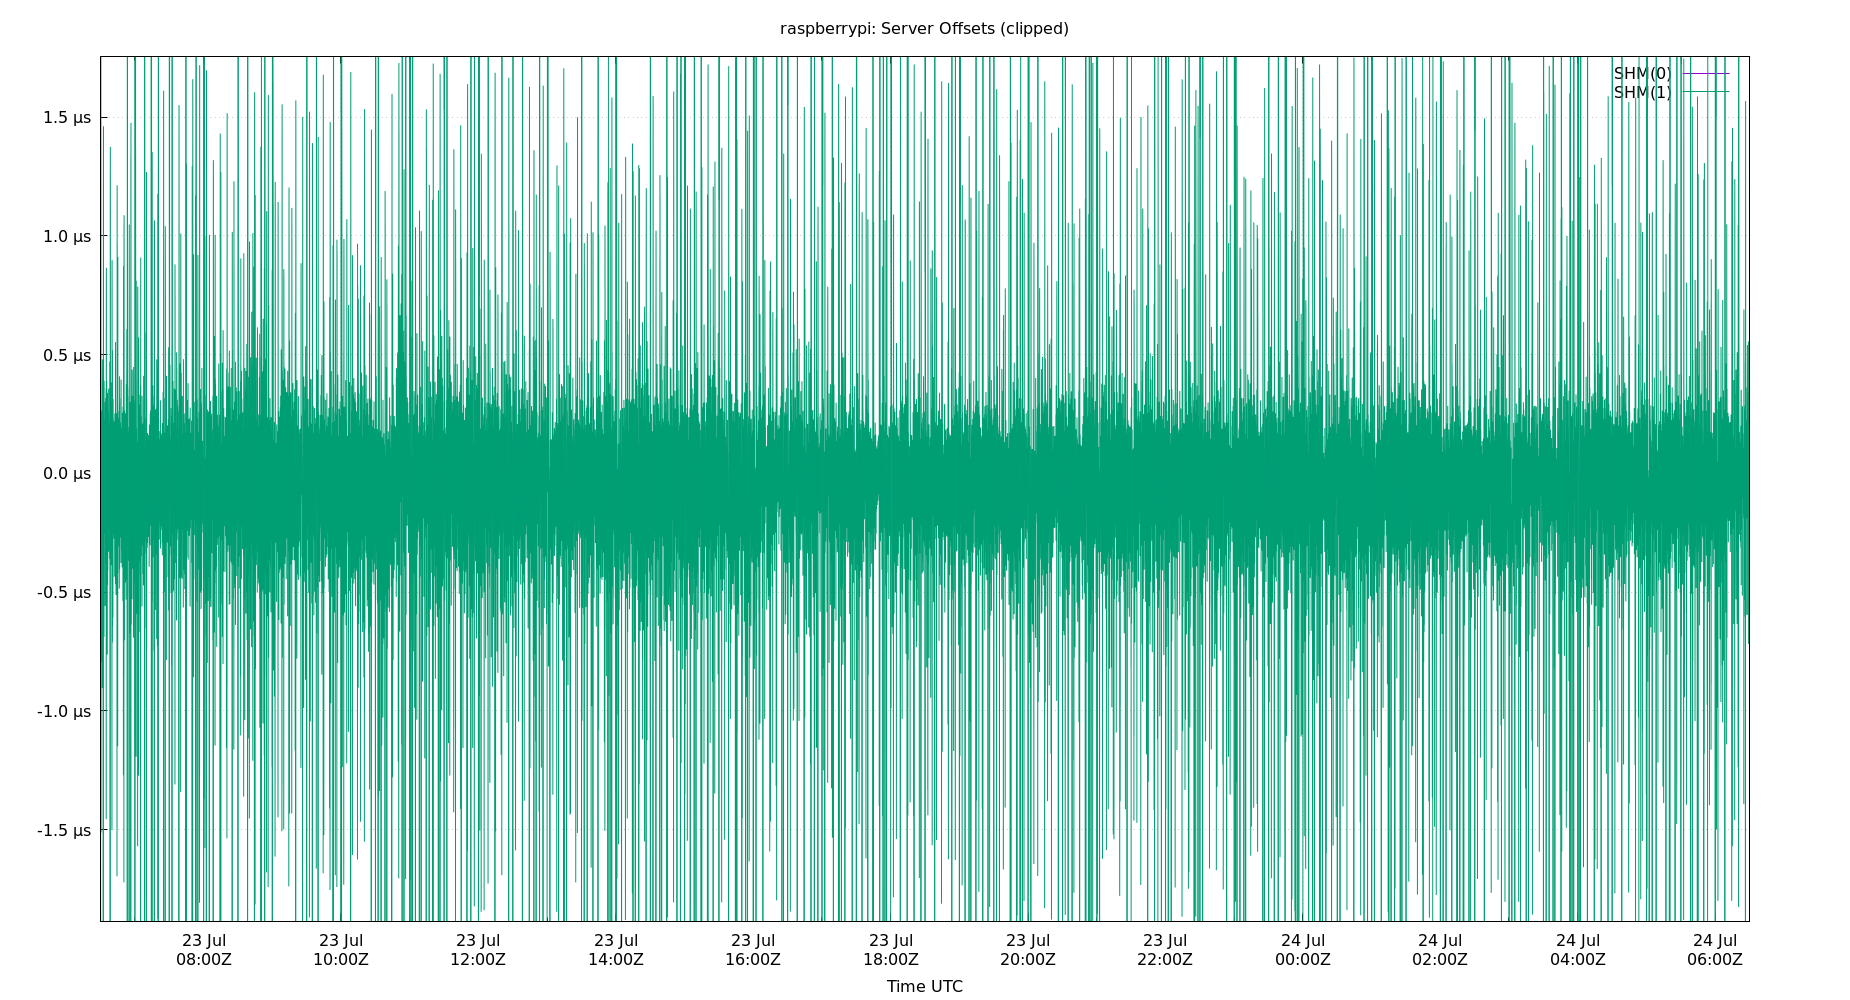 raspberrypi: Server Offsets (clipped)
SHM(0)
SHM(1)
1.5 µs
1.0 µs
0.5 µs
0.0 µs
-0.5 µs
-1.0 µs
-1.5 µs
23 Jul 23 Jul 23 Jul 23 Jul 23 Jul 23 Jul 23 Jul 23 Jul 24 Jul 24 Jul 24 Jul 24 Jul
08:00Z 10:00Z 12:00Z 14:00Z 16:00Z 18:00Z 20:00Z 22:00Z 00:00Z 02:00Z 04:00Z 06:00Z
Time UTC